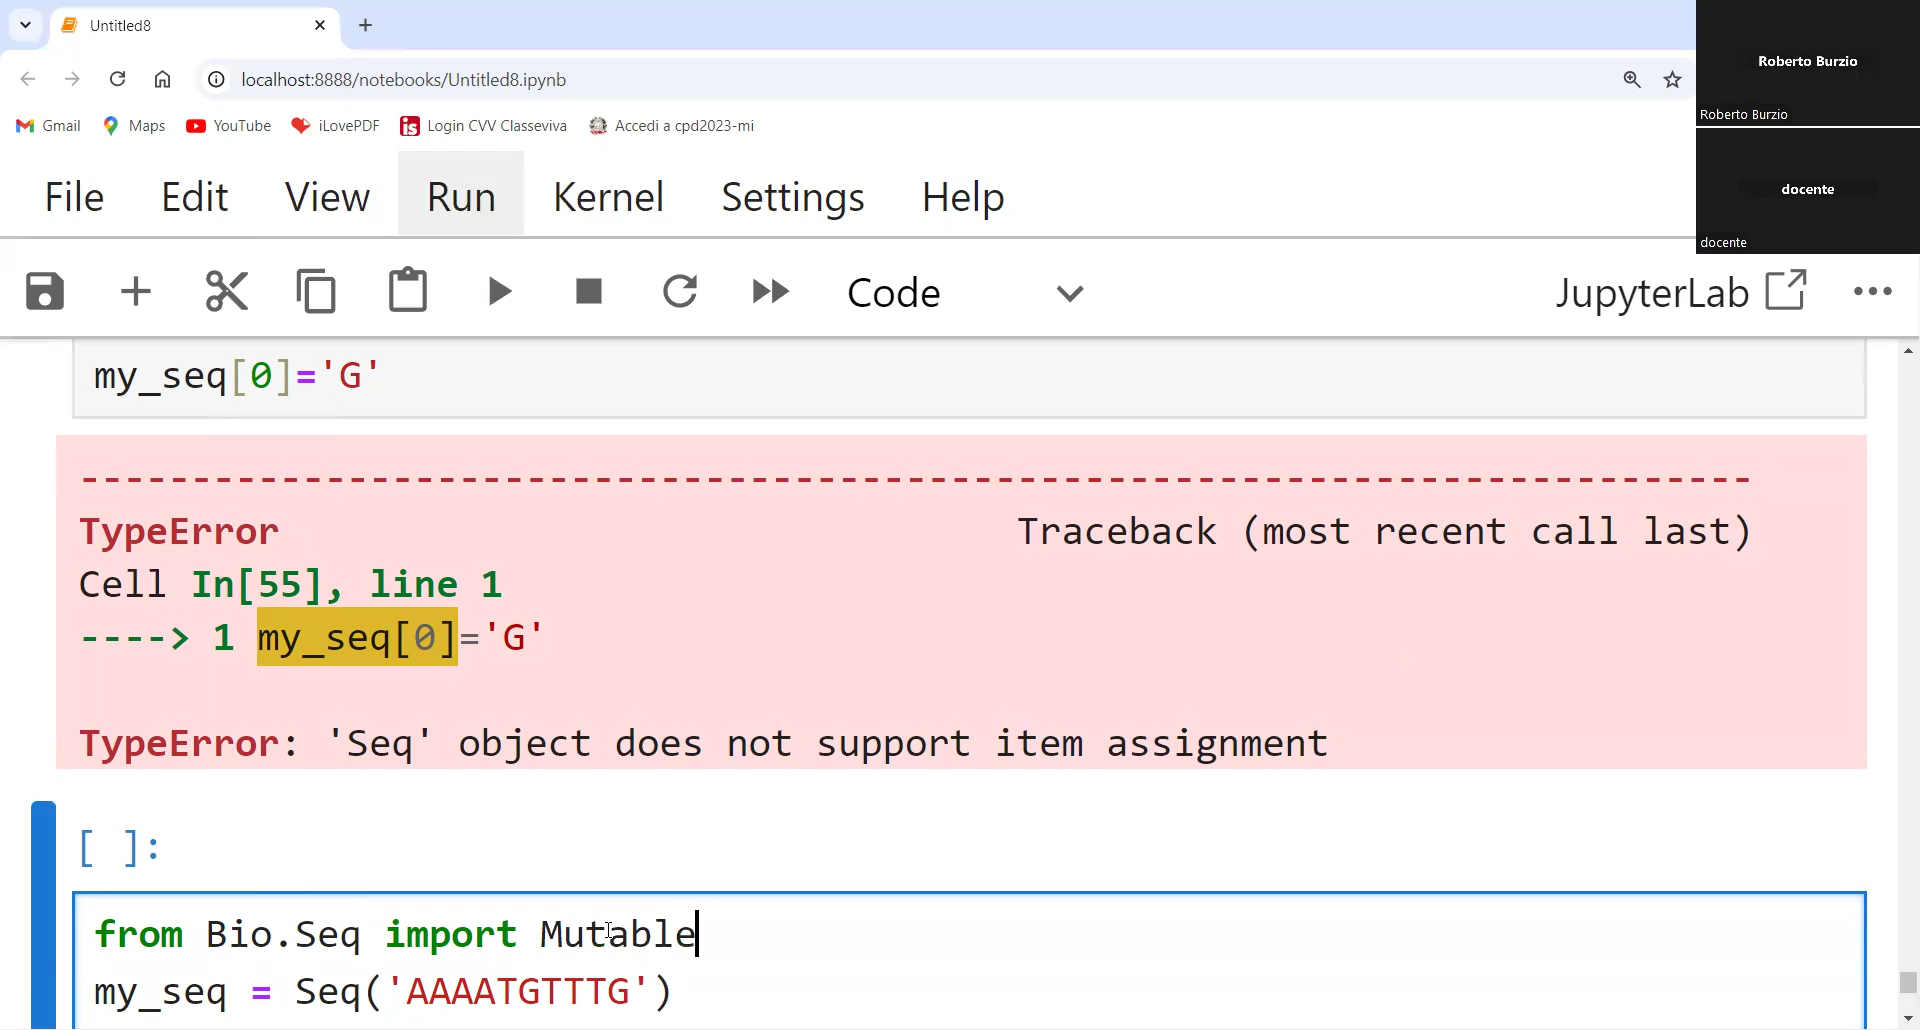 Untitled8
localhost:8888/notebooks/Untitled8.ipynb
Gmail Maps YouTube iLovePDF Login CVV Classeviva Accedi a cpd2023-mi
Roberto Burzio
Roberto Burzio
docente
docente
File Edit View Run Kernel Settings Help
Code JupyterLab
my_seq[0]='G'
---------------------------------------------------------------------------
TypeError Traceback (most recent call last)
Cell In[55], line 1
----> 1 my_seq[0]='G'
TypeError: 'Seq' object does not support item assignment
[ ]:
from Bio.Seq import Mutable
my_seq = Seq('AAAATGTTTG')